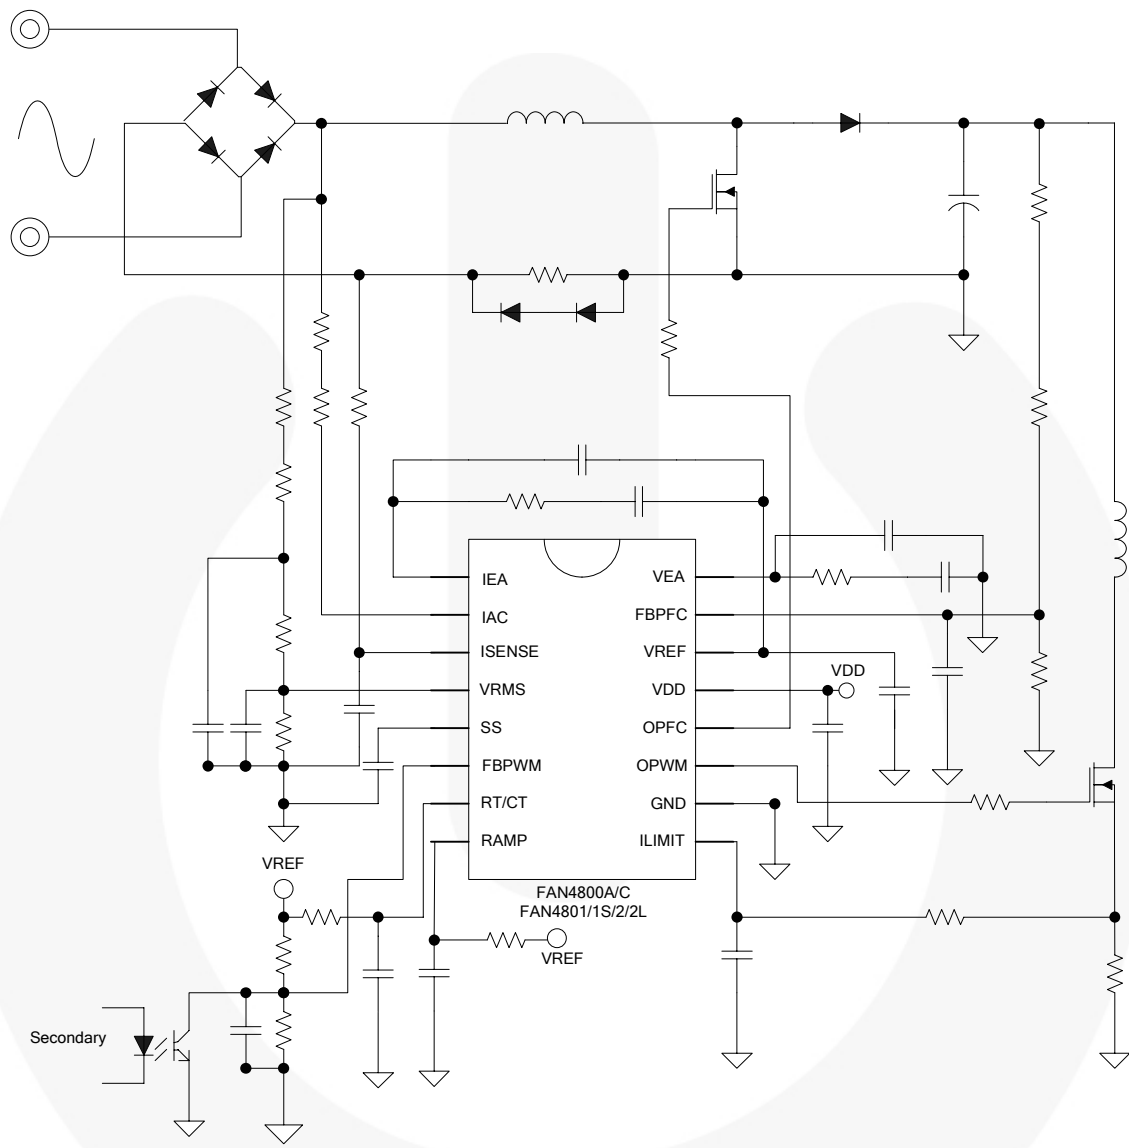 IEA
VEA
IAC
FBPFC
ISENSE
VREF
VDD
VRMS
VDD
SS
OPFC
FBPWM
OPWM
RT/CT
GND
RAMP
ILIMIT
VREF
FAN4800A/C
FAN4801/1S/2/2L
VREF
Secondary